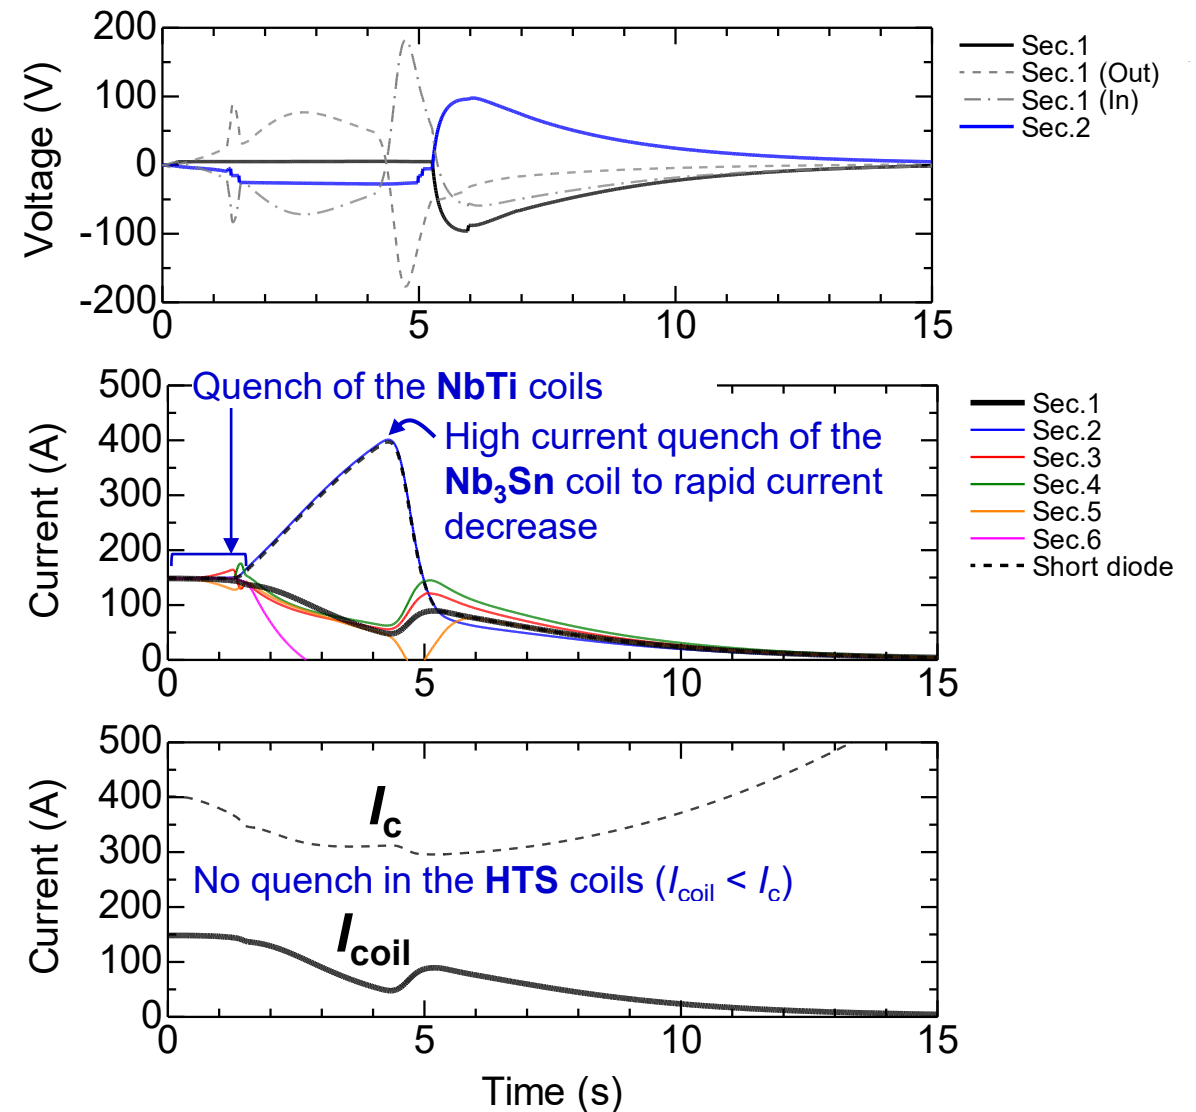 200
100
0
-100
-200
Voltage (V)
0 5 10 15
Sec.1
Sec.1 (Out)
Sec.1 (In)
Sec.2
500
400
300
200
100
0
Current (A)
Quench of the NbTi coils
High current quench of the
Nb₃Sn coil to rapid current
decrease
0 5 10 15
Sec.1
Sec.2
Sec.3
Sec.4
Sec.5
Sec.6
Short diode
500
400
300
200
100
0
Current (A)
Ic
No quench in the HTS coils (Icoil < Ic)
Icoil
0 5 10 15
Time (s)